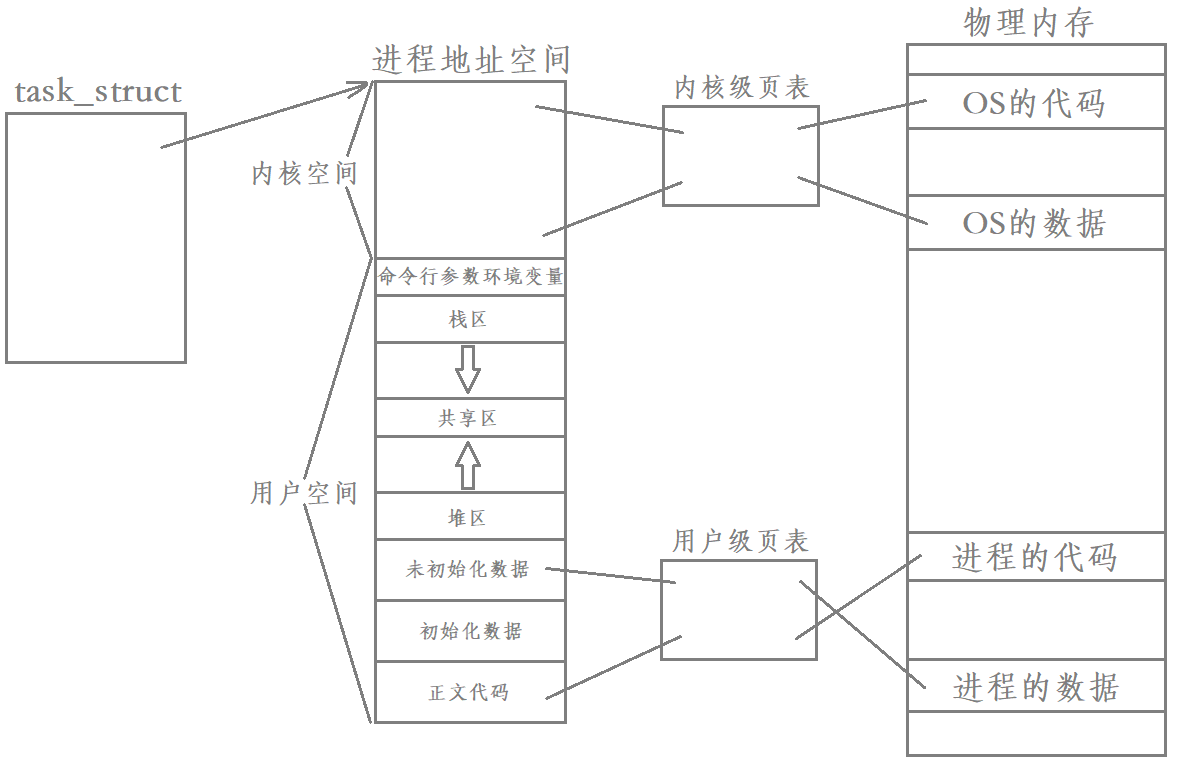 task_struct
进程地址空间
内核空间
用户空间
命令行参数环境变量
栈区
共享区
堆区
未初始化数据
初始化数据
正文代码
内核级页表
用户级页表
物理内存
OS的代码
OS的数据
进程的代码
进程的数据